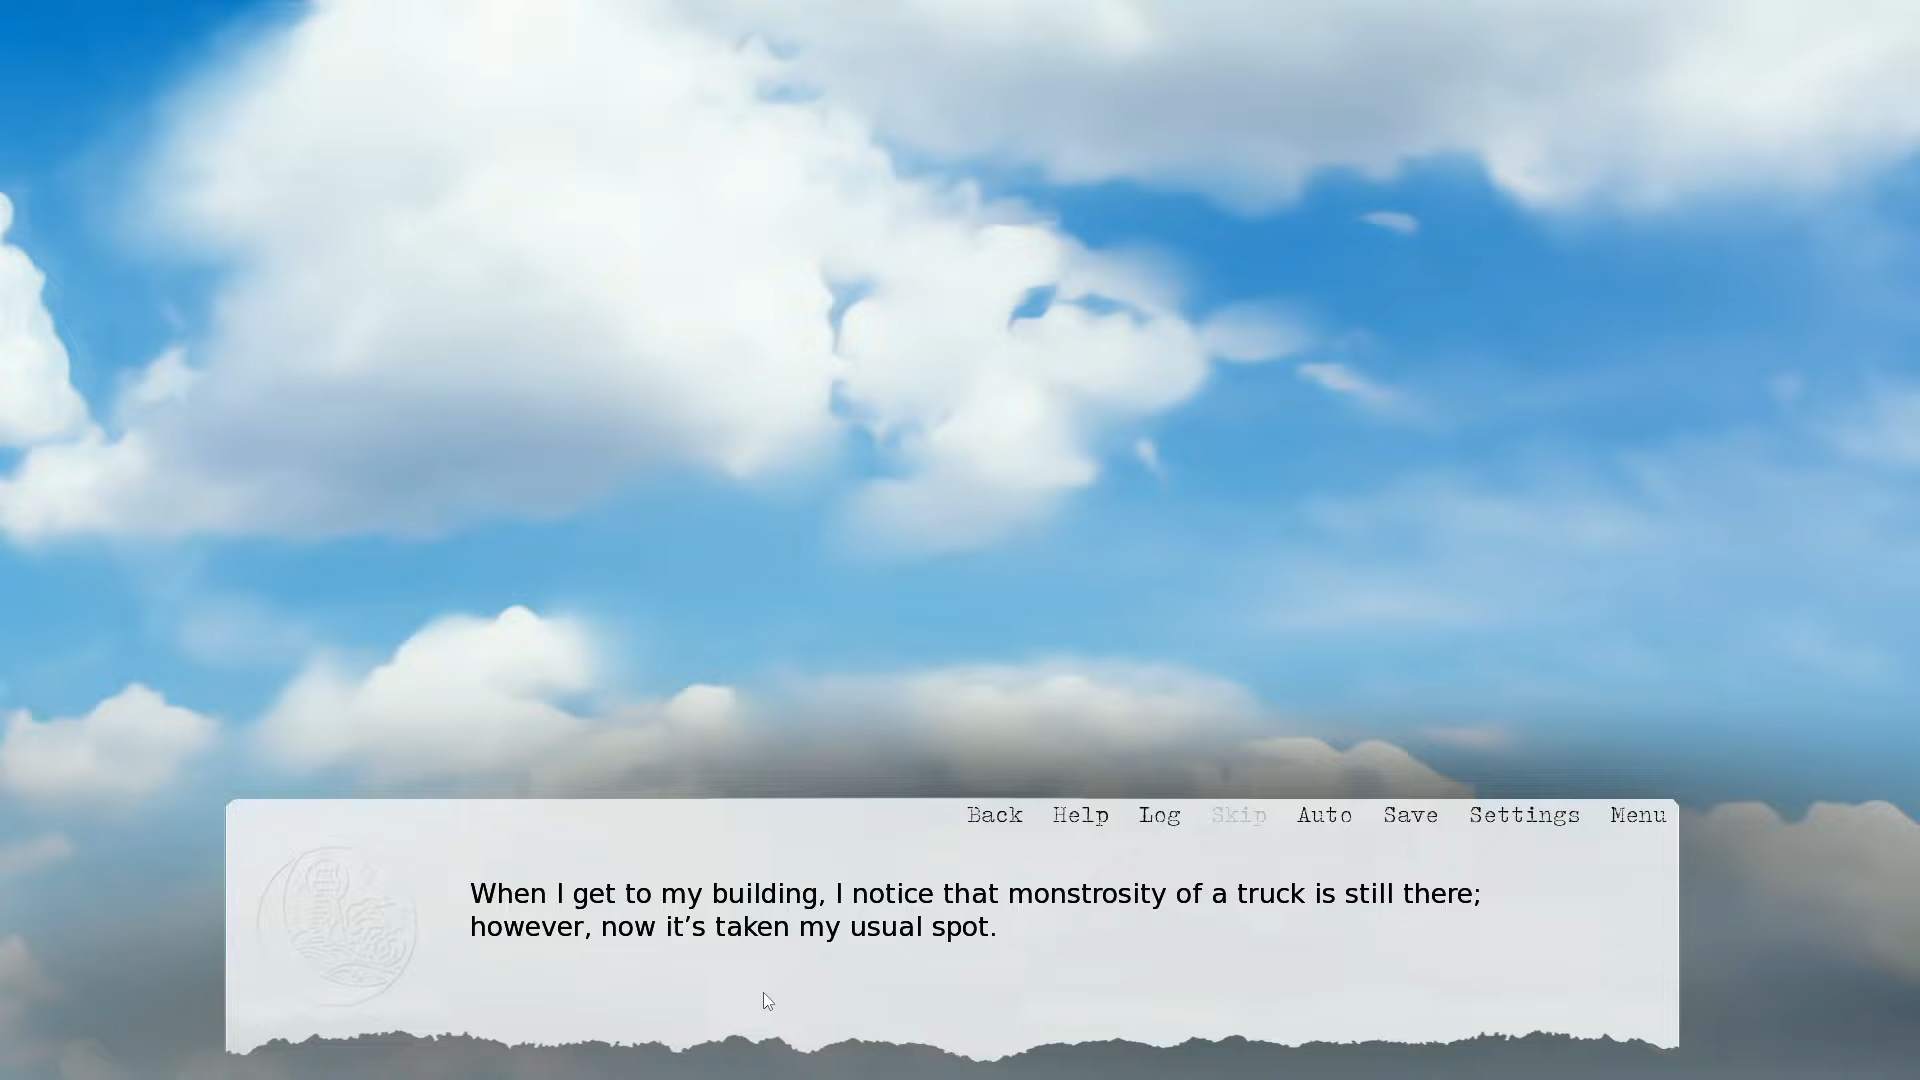 Back Help Log Skip Auto Save Settings Menu
When I get to my building, I notice that monstrosity of a truck is still there;
however, now it’s taken my usual spot.